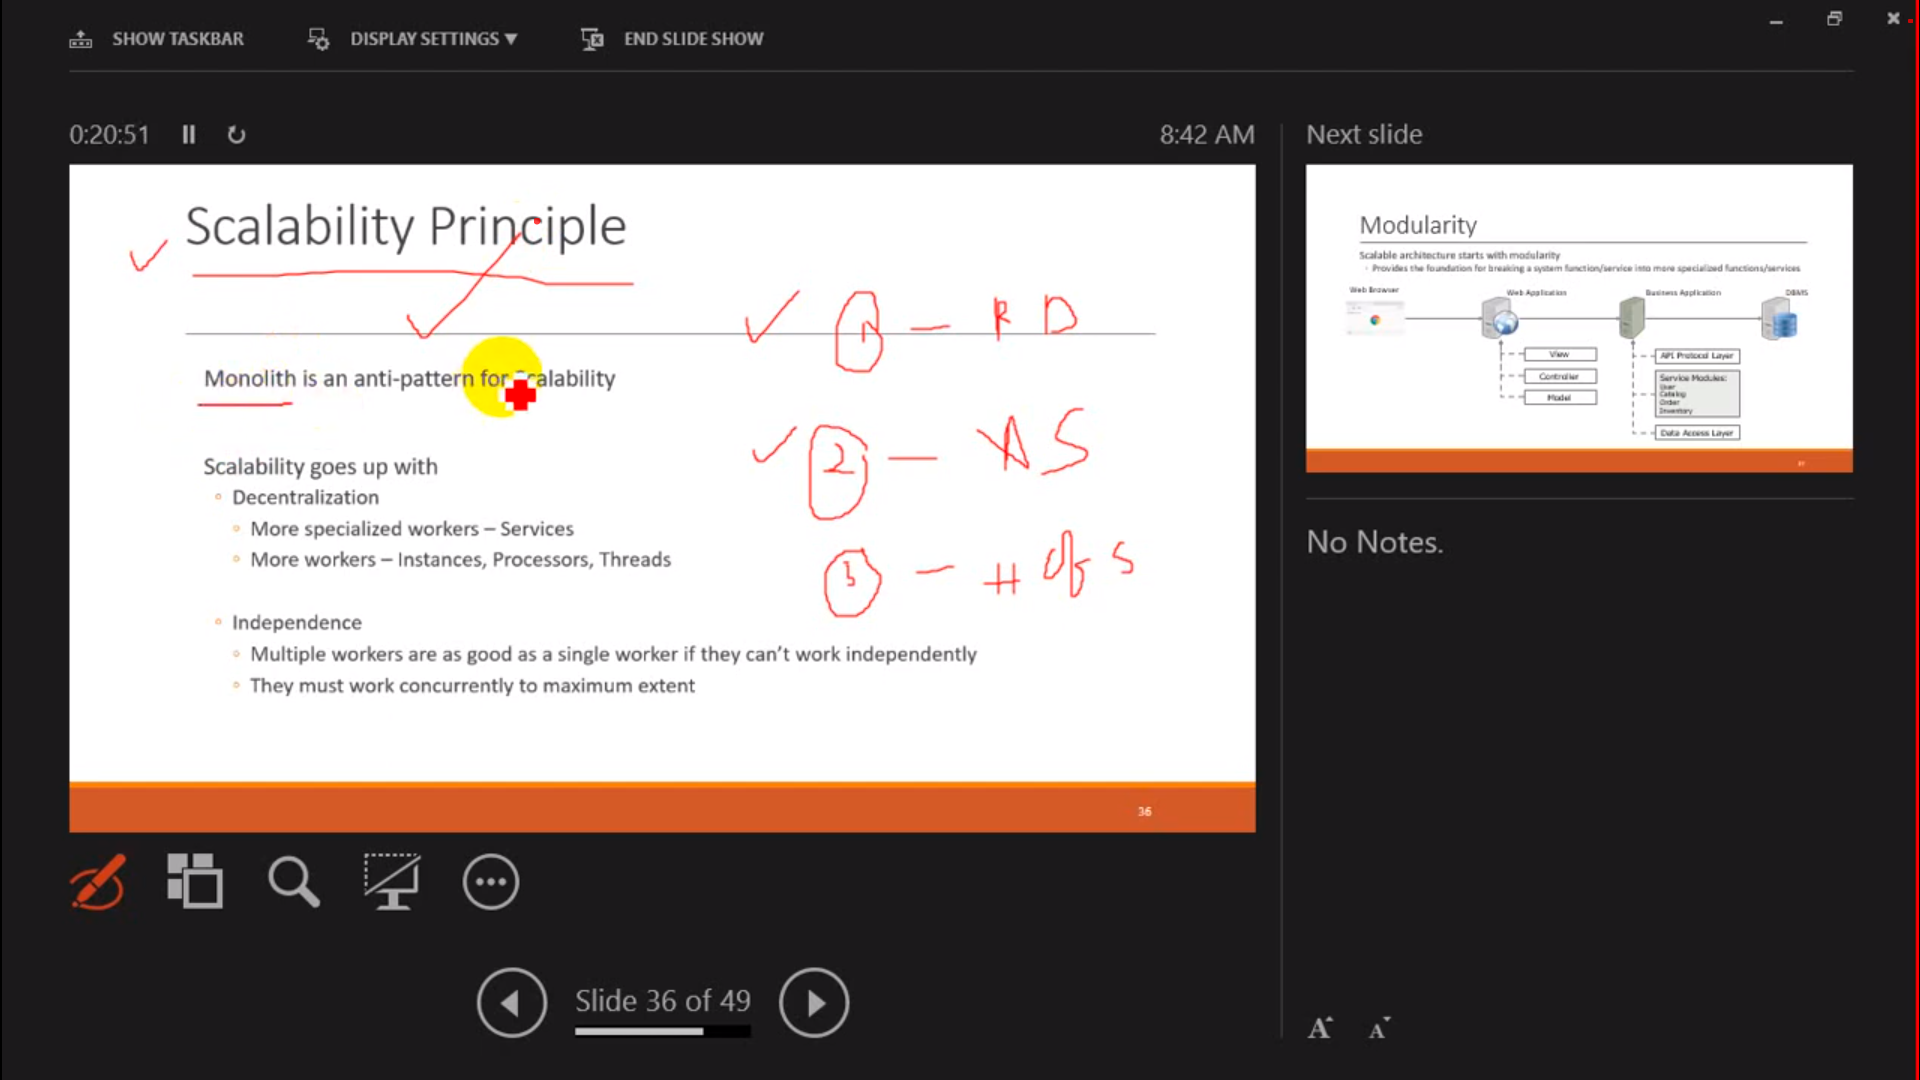 SHOW TASKBAR DISPLAY SETTINGS ▼ END SLIDE SHOW
0:20:51 8:42 AM
Scalability Principle
1 — R D
Monolith is an anti-pattern for Scalability
2 — A S
Scalability goes up with
Decentralization
More specialized workers – Services
More workers – Instances, Processors, Threads
3 — # of S
Independence
Multiple workers are as good as a single worker if they can't work independently
They must work concurrently to maximum extent
36
Slide 36 of 49
Next slide
Modularity
Scalable architecture starts with modularity
Provides the foundation for breaking a system function/service into more specialized functions/services
Web Browser Web Application Business Application DBMS
View
Controller
Model
API Protocol Layer
Service Modules:
User
Catalog
Order
Inventory
Data Access Layer
37
No Notes.
A A